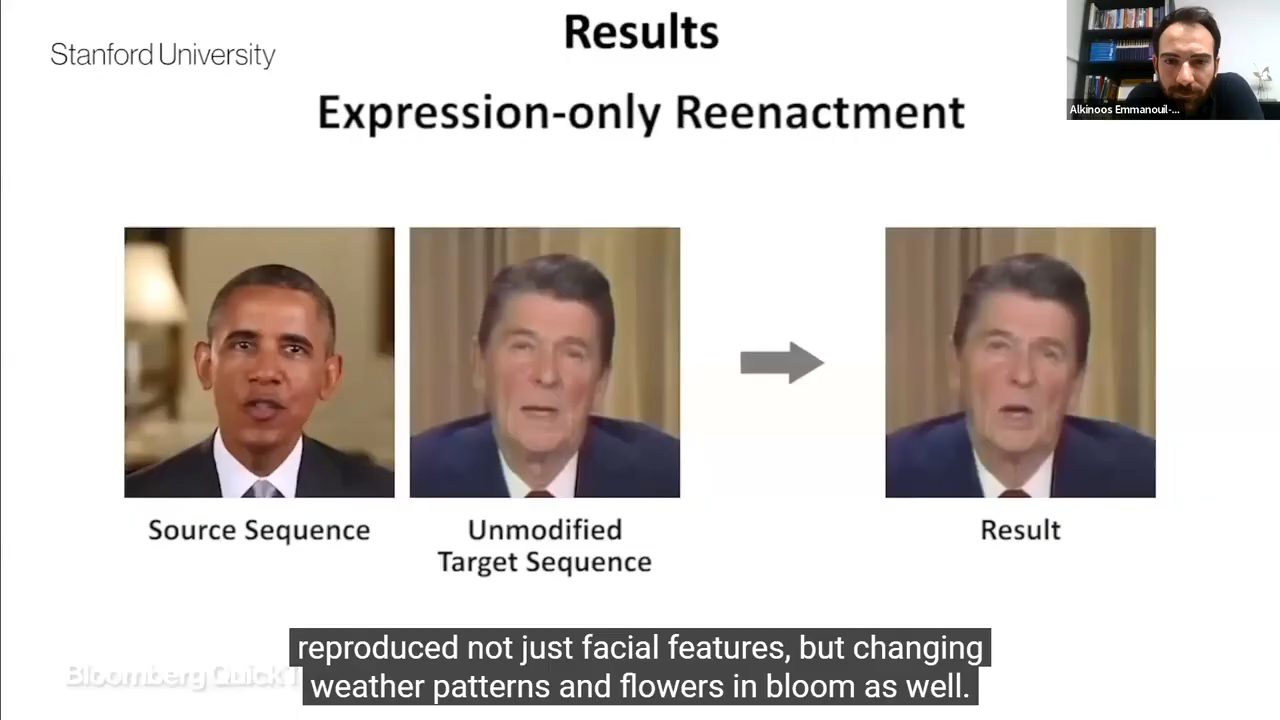 Stanford University
Results
Expression-only Reenactment
Alkinoos Emmanouil-...
Source Sequence
Unmodified
Target Sequence
Result
reproduced not just facial features, but changing
weather patterns and flowers in bloom as well.
Bloomberg